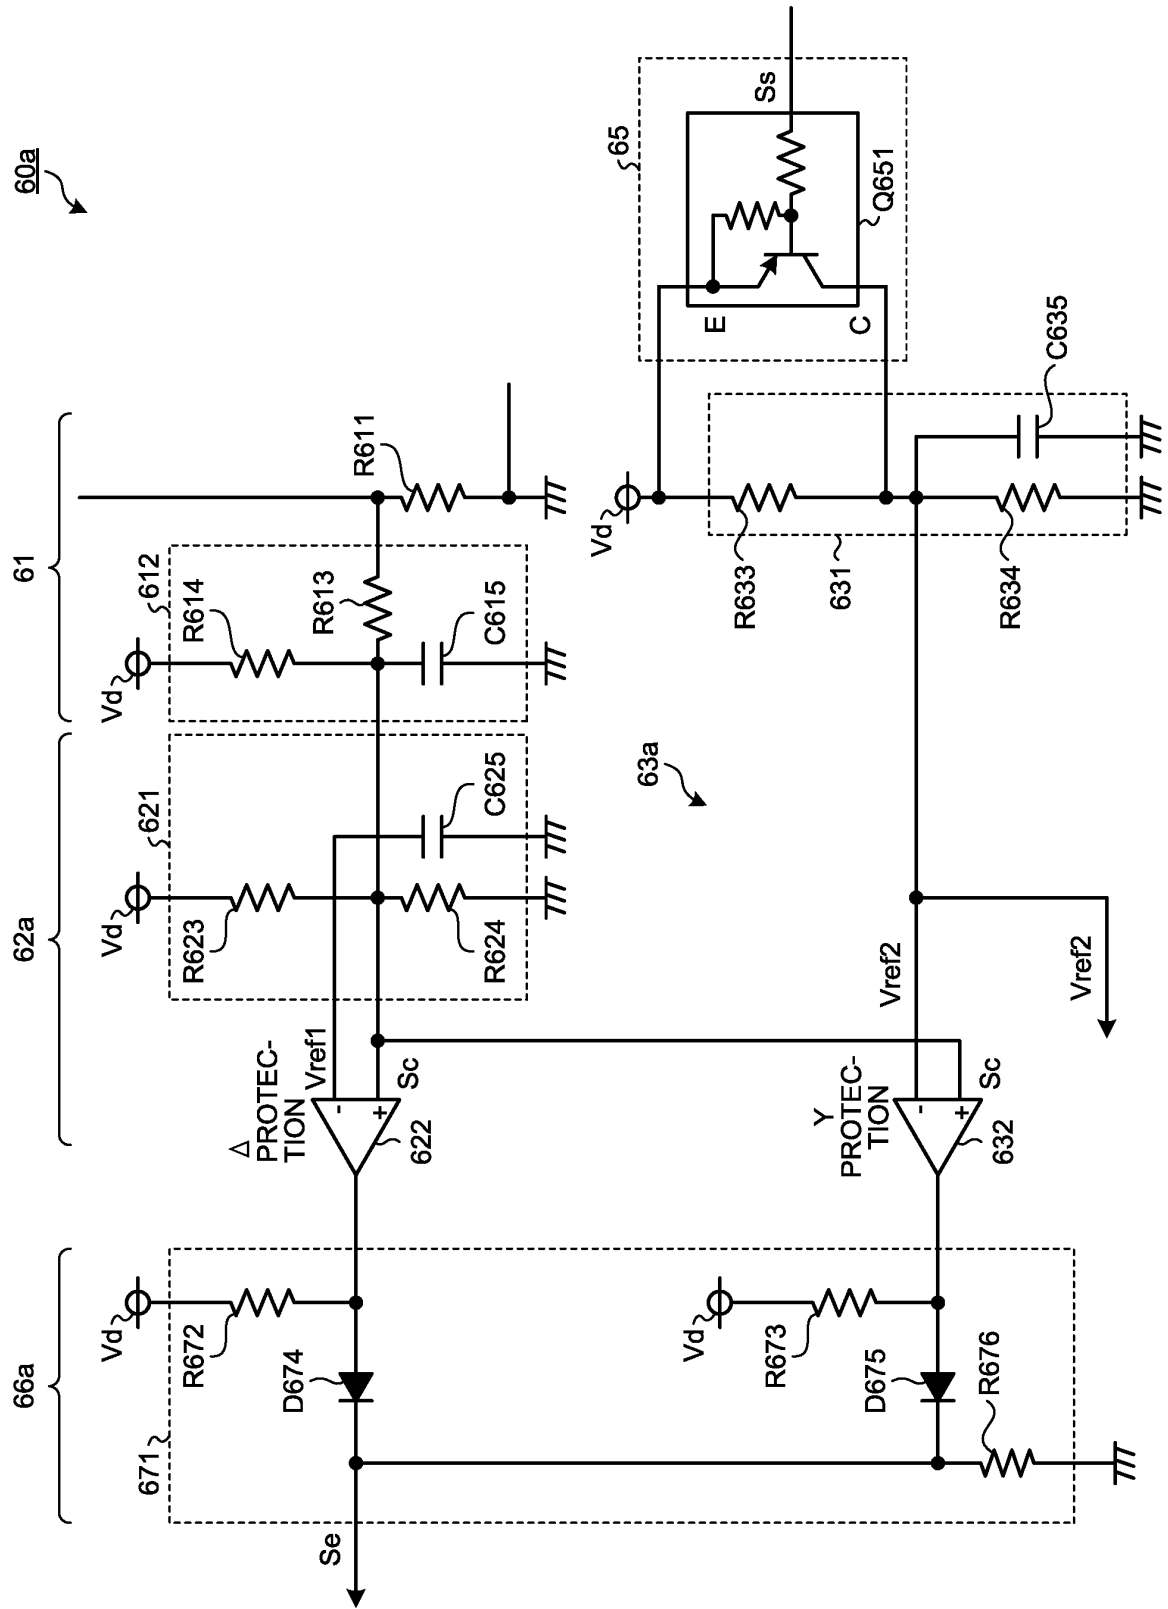 60a
61
62a
66a
612
Vd
R614
R613
C615
R611
621
Vd
R623
R624
C625
Vref1
Sc
△
PROTEC-
TION
-
+
622
671
Vd
R672
D674
Se
65
Ss
Q651
E
C
Vd
R633
631
R634
C635
63a
Vref2
Vref2
Sc
Y
PROTEC-
TION
-
+
632
Vd
R673
D675
R676